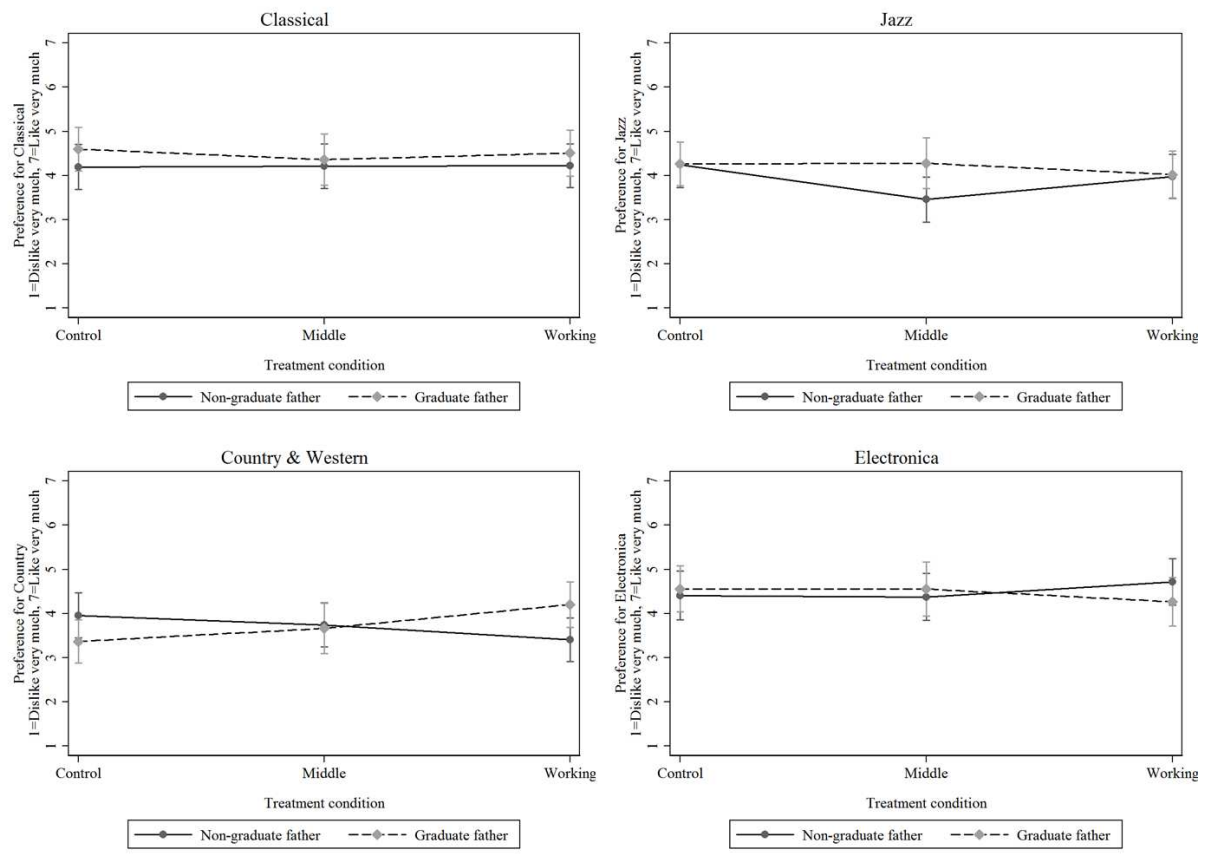 Classical
Preference for Classical
1=Dislike very much, 7=Like very much
7
6
5
4
3
2
1
Control Middle Working
Treatment condition
Non-graduate father Graduate father
Jazz
Preference for Jazz
1=Dislike very much, 7=Like very much
7
6
5
4
3
2
1
Control Middle Working
Treatment condition
Non-graduate father Graduate father
Country & Western
Preference for Country
1=Dislike very much, 7=Like very much
7
6
5
4
3
2
1
Control Middle Working
Treatment condition
Non-graduate father Graduate father
Electronica
Preference for Electronica
1=Dislike very much, 7=Like very much
7
6
5
4
3
2
1
Control Middle Working
Treatment condition
Non-graduate father Graduate father